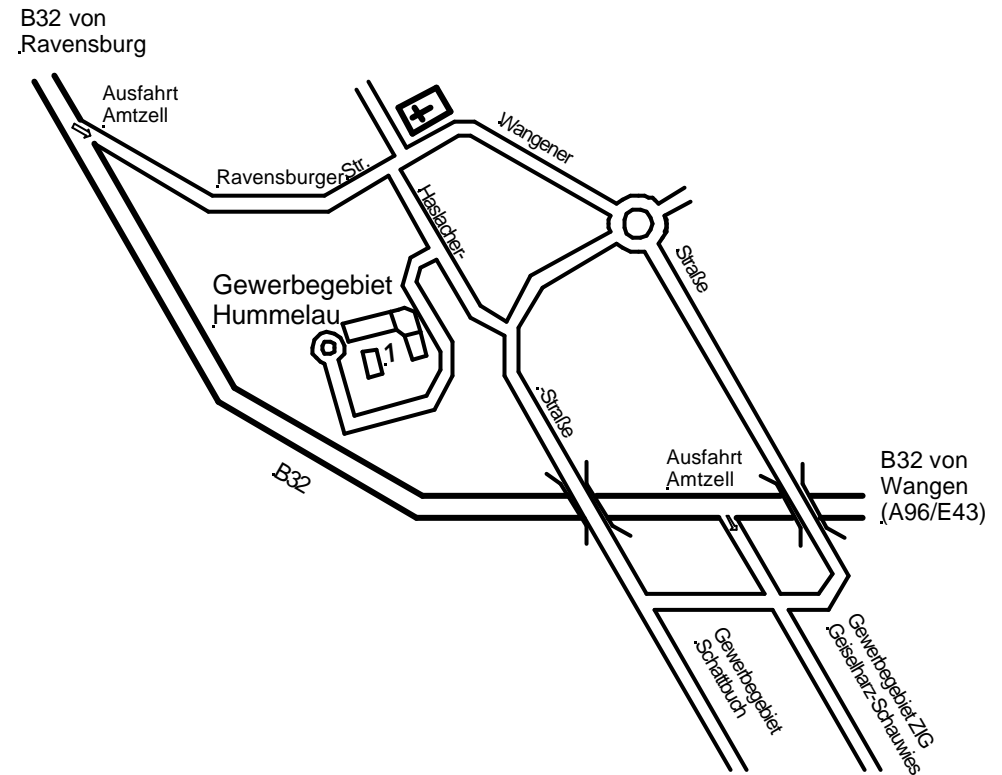 B32 von
Ravensburg
Ausfahrt
Amtzell
Ravensburger Str.
Wangener
Straße
Haslacher-
-Straße
Gewerbegebiet
Hummelau
1
B32
Ausfahrt
Amtzell
B32 von
Wangen
(A96/E43)
Gewerbegebiet
Schattbuch
Gewerbegebiet ZIG
Geiselharz-Schauwies